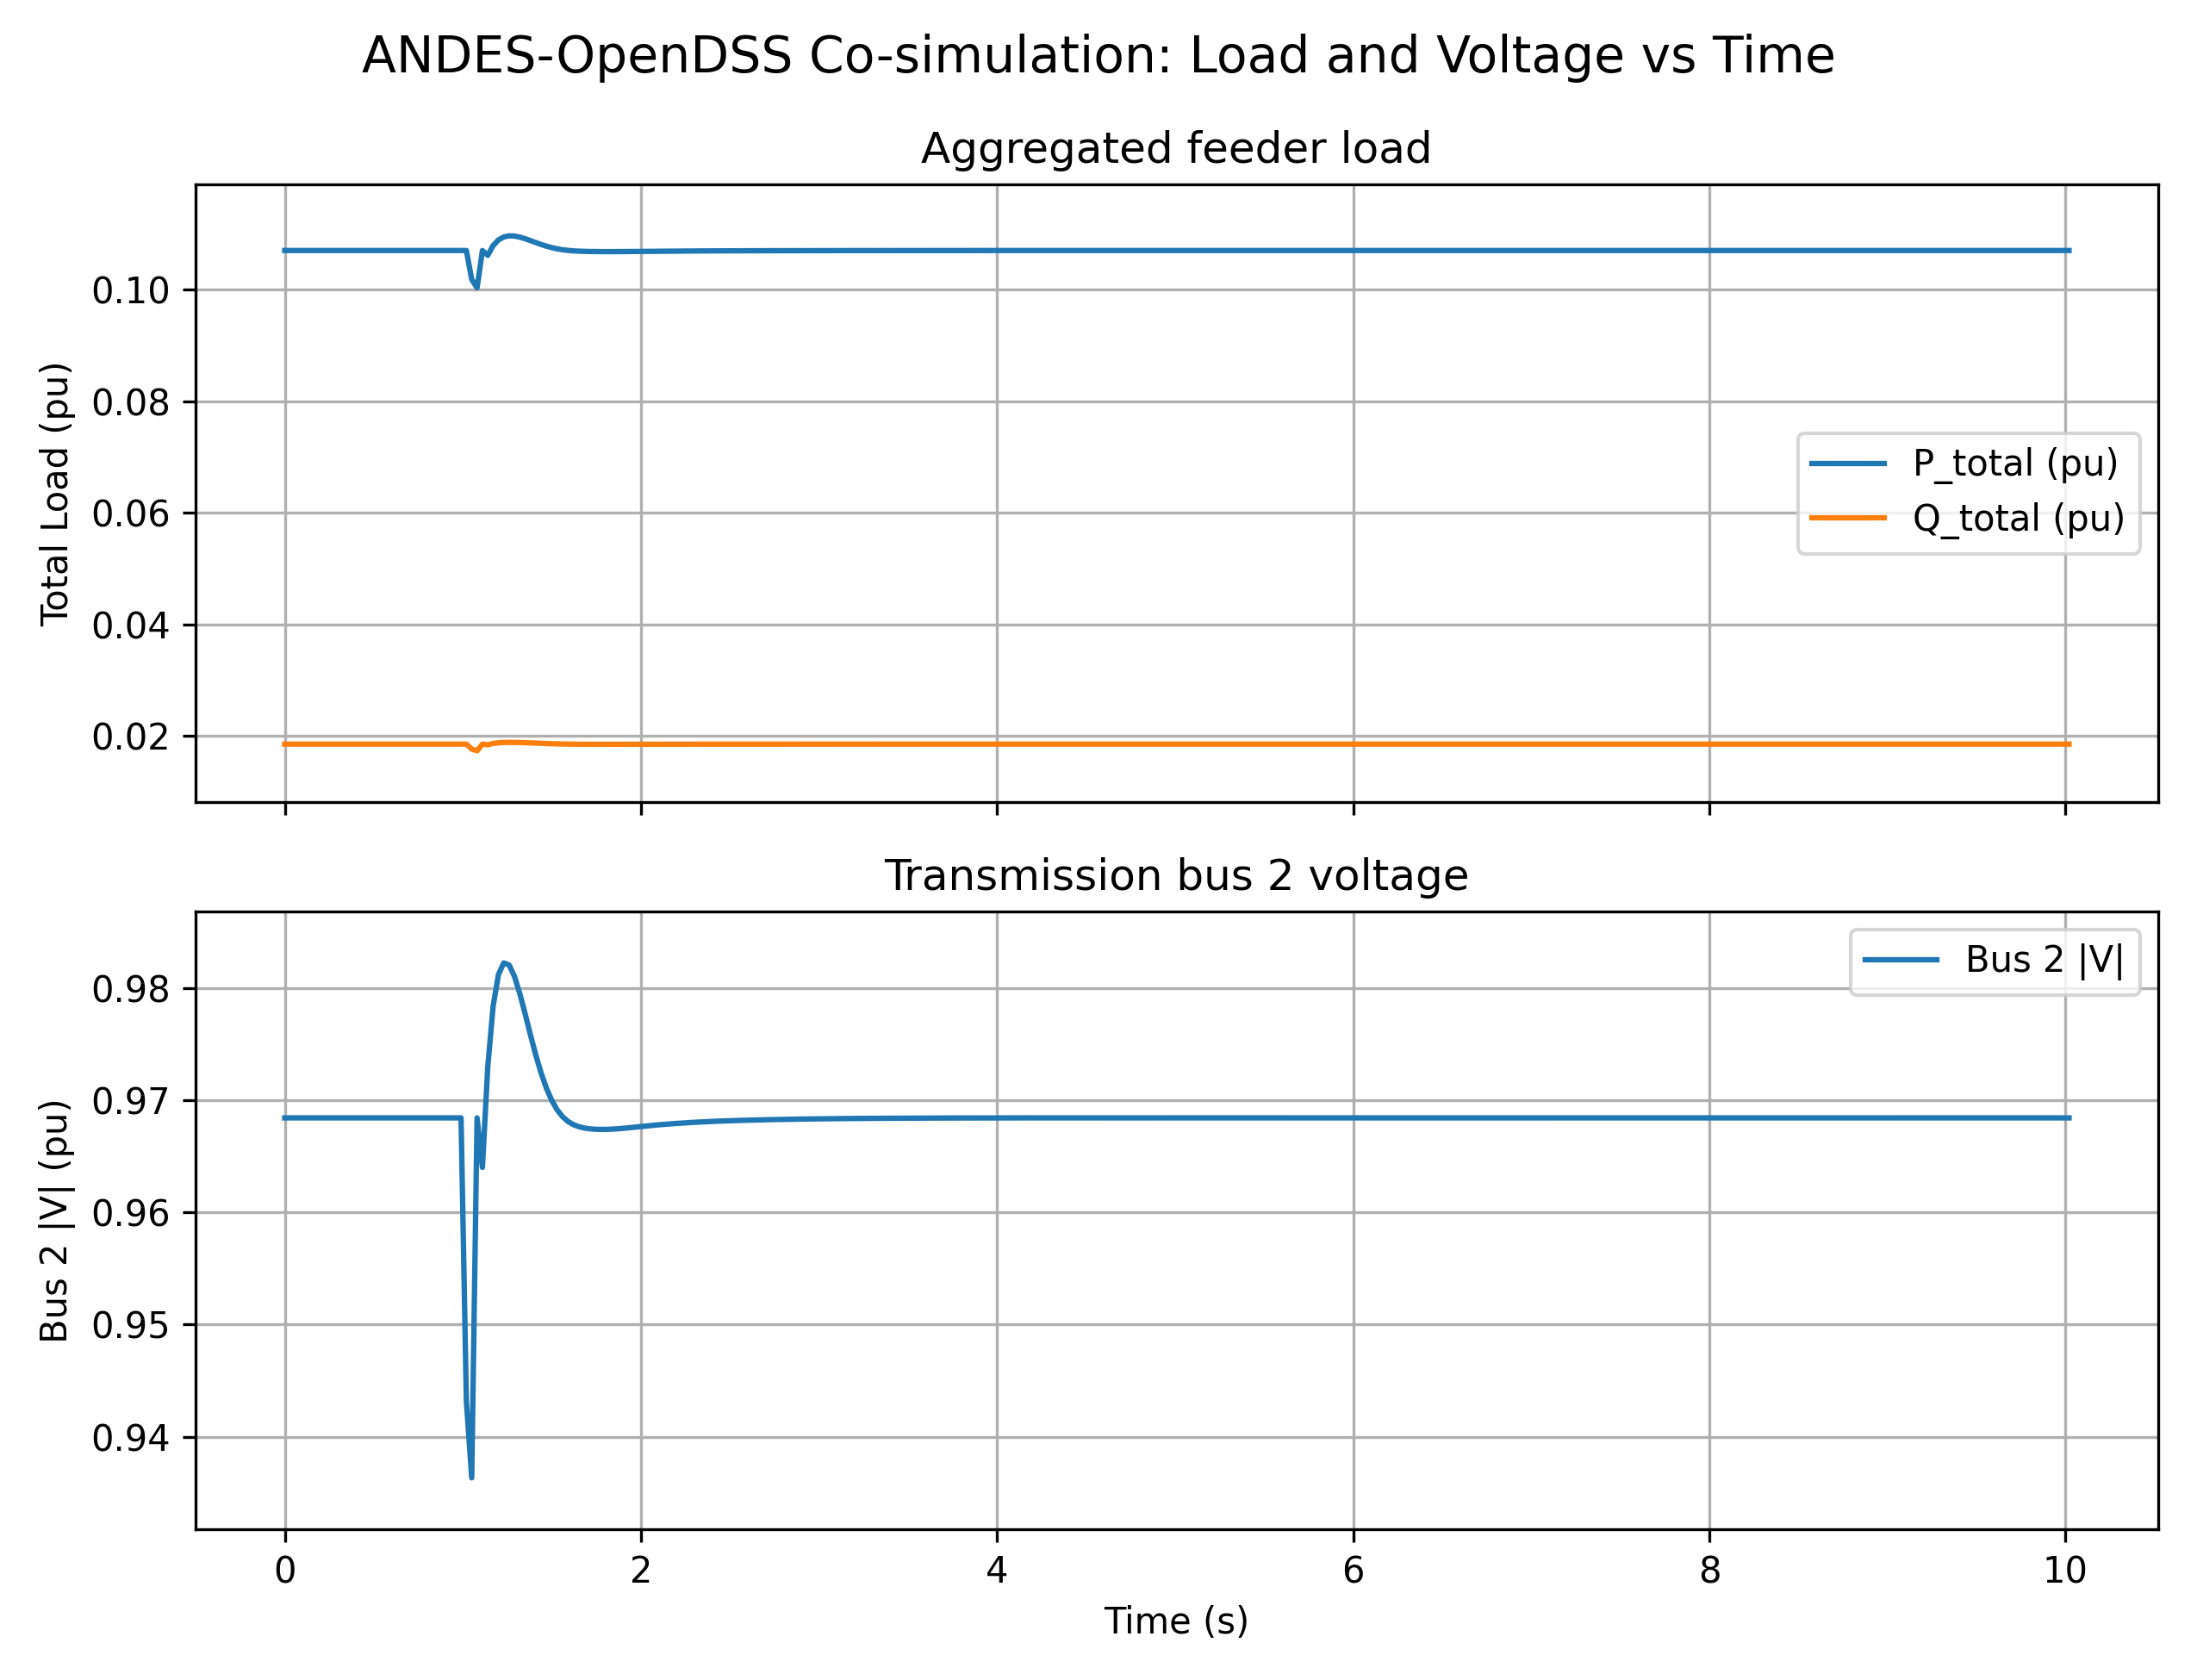 ANDES-OpenDSS Co-simulation: Load and Voltage vs Time
Aggregated feeder load
Total Load (pu)
0.10
0.08
0.06
0.04
0.02
P_total (pu)
Q_total (pu)
Transmission bus 2 voltage
Bus 2 |V| (pu)
0.98
0.97
0.96
0.95
0.94
Bus 2 |V|
0 2 4 6 8 10
Time (s)